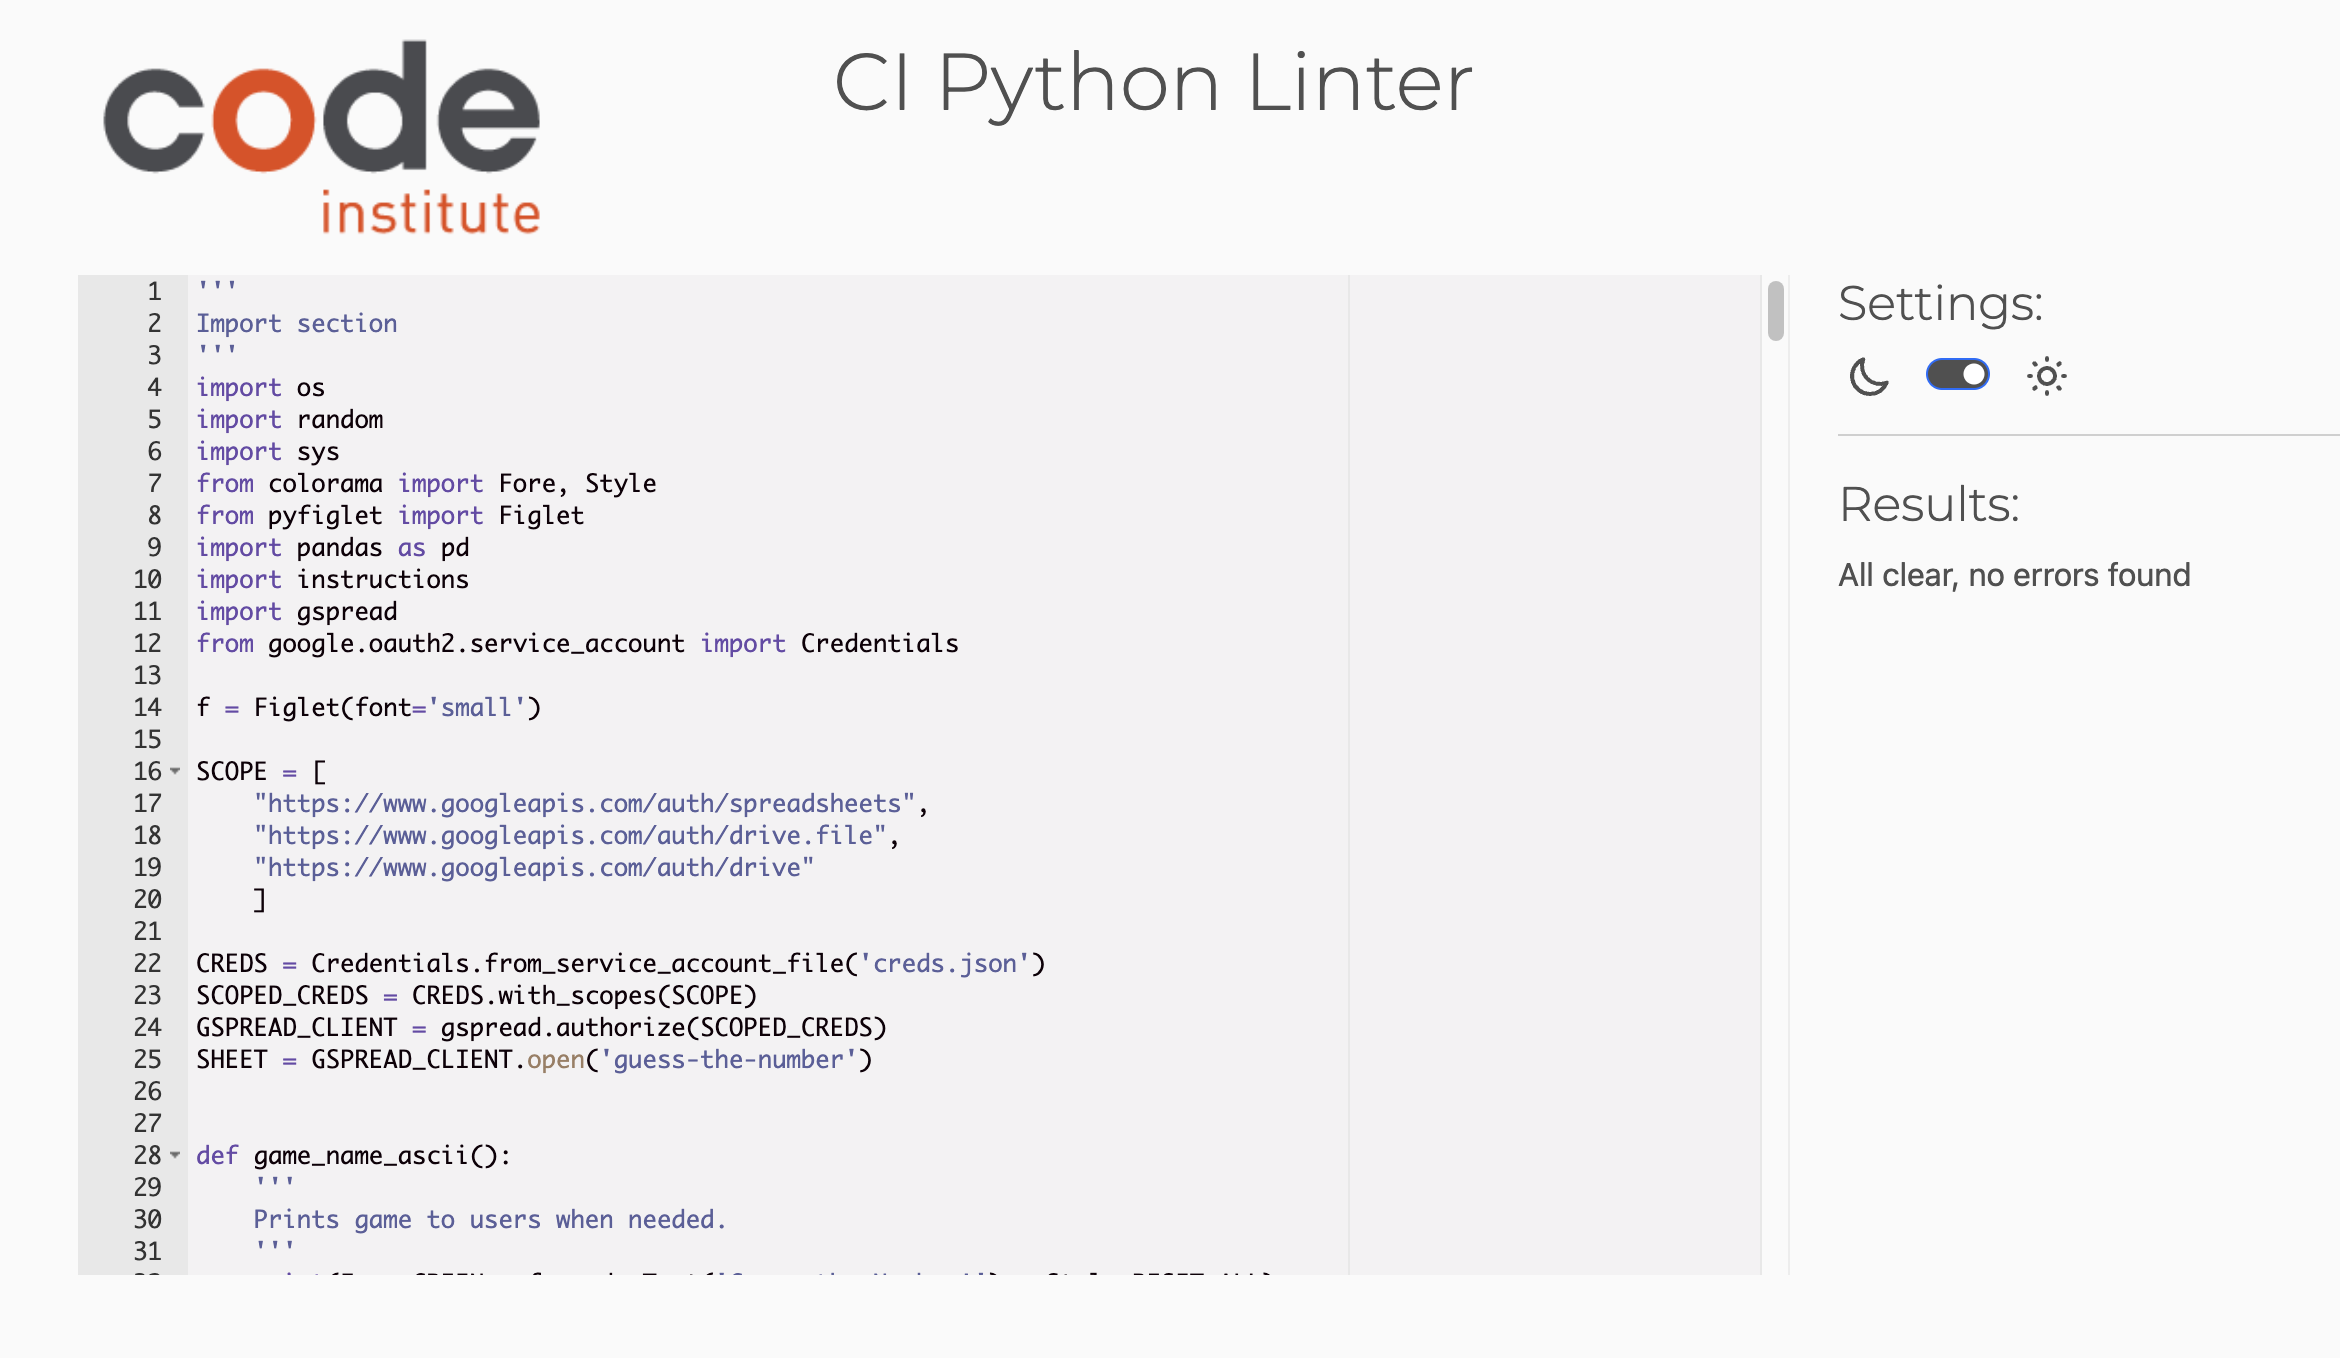 code
institute
CI Python Linter
1 '''
2 Import section
3 '''
4 import os
5 import random
6 import sys
7 from colorama import Fore, Style
8 from pyfiglet import Figlet
9 import pandas as pd
10 import instructions
11 import gspread
12 from google.oauth2.service_account import Credentials
13
14 f = Figlet(font='small')
15
16 SCOPE = [
17     "https://www.googleapis.com/auth/spreadsheets",
18     "https://www.googleapis.com/auth/drive.file",
19     "https://www.googleapis.com/auth/drive"
20     ]
21
22 CREDS = Credentials.from_service_account_file('creds.json')
23 SCOPED_CREDS = CREDS.with_scopes(SCOPE)
24 GSPREAD_CLIENT = gspread.authorize(SCOPED_CREDS)
25 SHEET = GSPREAD_CLIENT.open('guess-the-number')
26
27
28 def game_name_ascii():
29     '''
30     Prints game to users when needed.
31     '''
Settings:
Results:
All clear, no errors found